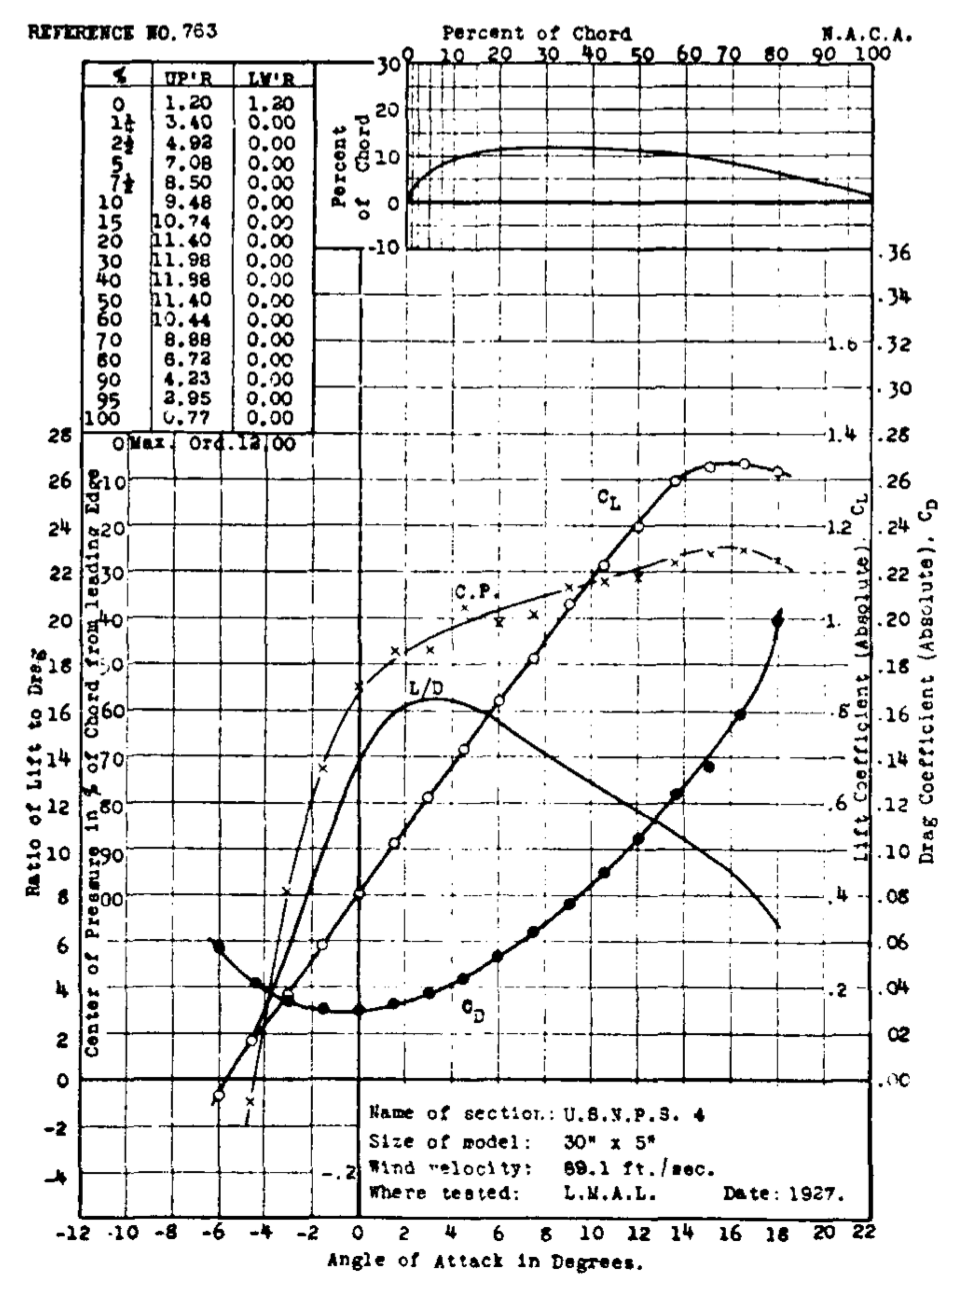 REFERENCE NO. 763
Percent of Chord
N.A.C.A.
0 10 20 30 40 50 60 70 80 90 100
% UP'R LW'R
0 1.20 1.20
1¼ 3.40 0.00
2½ 4.92 0.00
5 7.08 0.00
7½ 8.50 0.00
10 9.48 0.00
15 10.74 0.00
20 11.40 0.00
30 11.98 0.00
40 11.98 0.00
50 11.40 0.00
60 10.44 0.00
70 8.88 0.00
80 6.72 0.00
90 4.23 0.00
95 2.95 0.00
100 0.77 0.00
Max. Ord. 12.00
Percent of Chord
30
20
10
0
-10
Ratio of Lift to Drag
28
26
24
22
20
18
16
14
12
10
8
6
4
2
0
-2
-4
Center of Pressure in % of Chord from leading Edge
0
10
20
30
40
50
60
70
80
90
100
C.P.
L/D
C_L
C_D
Lift Coefficient (Absolute) C_L
1.6
1.4
1.2
1.
.8
.6
.4
.2
-.2
Drag Coefficient (Absolute), C_D
.36
.34
.32
.30
.28
.26
.24
.22
.20
.18
.16
.14
.12
.10
.08
.06
.04
02
.00
Name of section: U.S.N.P.S. 4
Size of model: 30" x 5"
Wind velocity: 89.1 ft./sec.
Where tested: L.M.A.L. Date: 1927.
-12 -10 -8 -6 -4 -2 0 2 4 6 8 10 12 14 16 18 20 22
Angle of Attack in Degrees.